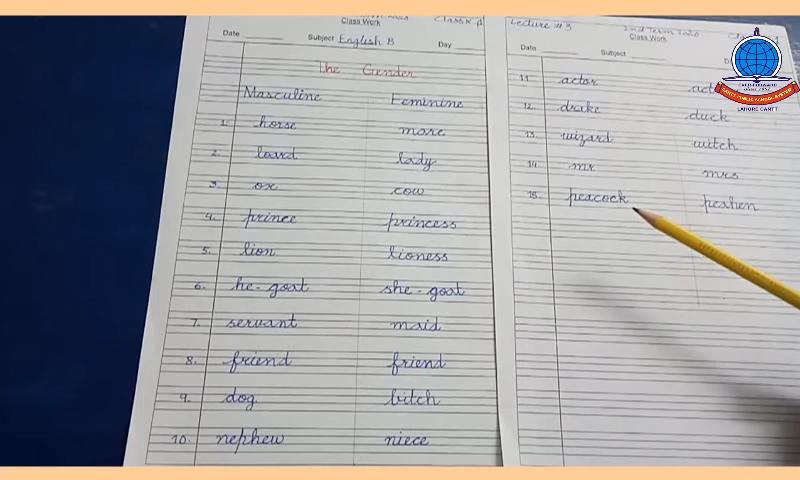 Class Work
Date Subject English B Day
The Gender
Masculine Feminine
1. horse mare
2. loard lady
3. ox cow
4. prince princess
5. lion lioness
6. he-goat she-goat
7. servant maid
8. friend friend
9. dog bitch
10. nephew niece
Lecture #3 2nd Term 2020
Class Work
Date Subject
11. actor
12. drake duck
13. wizard witch
14. mr mrs
15. peacock peahen
LAHORE CANTT